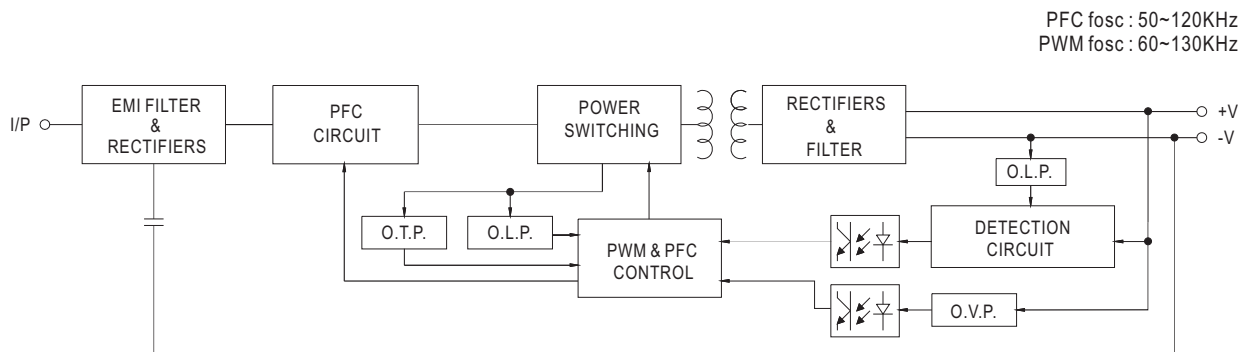 PFC fosc : 50~120KHz
PWM fosc : 60~130KHz
I/P
EMI FILTER
&
RECTIFIERS
PFC
CIRCUIT
POWER
SWITCHING
RECTIFIERS
&
FILTER
+V
-V
O.L.P.
O.T.P.
O.L.P.
PWM & PFC
CONTROL
DETECTION
CIRCUIT
O.V.P.